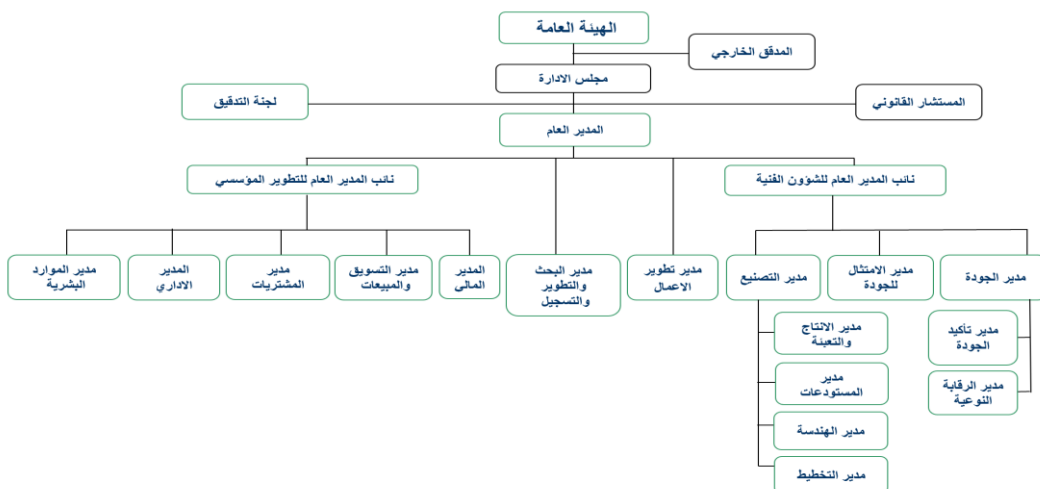 الهيئة العامة
المدقق الخارجي
مجلس الادارة
المستشار القانوني
لجنة التدقيق
المدير العام
نائب المدير العام للشؤون الفنية
نائب المدير العام للتطوير المؤسسي
مدير الجودة
مدير الامتثال
للجودة
مدير التصنيع
مدير تطوير
الاعمال
مدير البحث
والتطوير
والتسجيل
المدير
المالي
مدير التسويق
والمبيعات
مدير
المشتريات
المدير
الاداري
مدير الموارد
البشرية
مدير تأكيد
الجودة
مدير الرقابة
النوعية
مدير الانتاج
والتعبئة
مدير
المستودعات
مدير الهندسة
مدير التخطيط